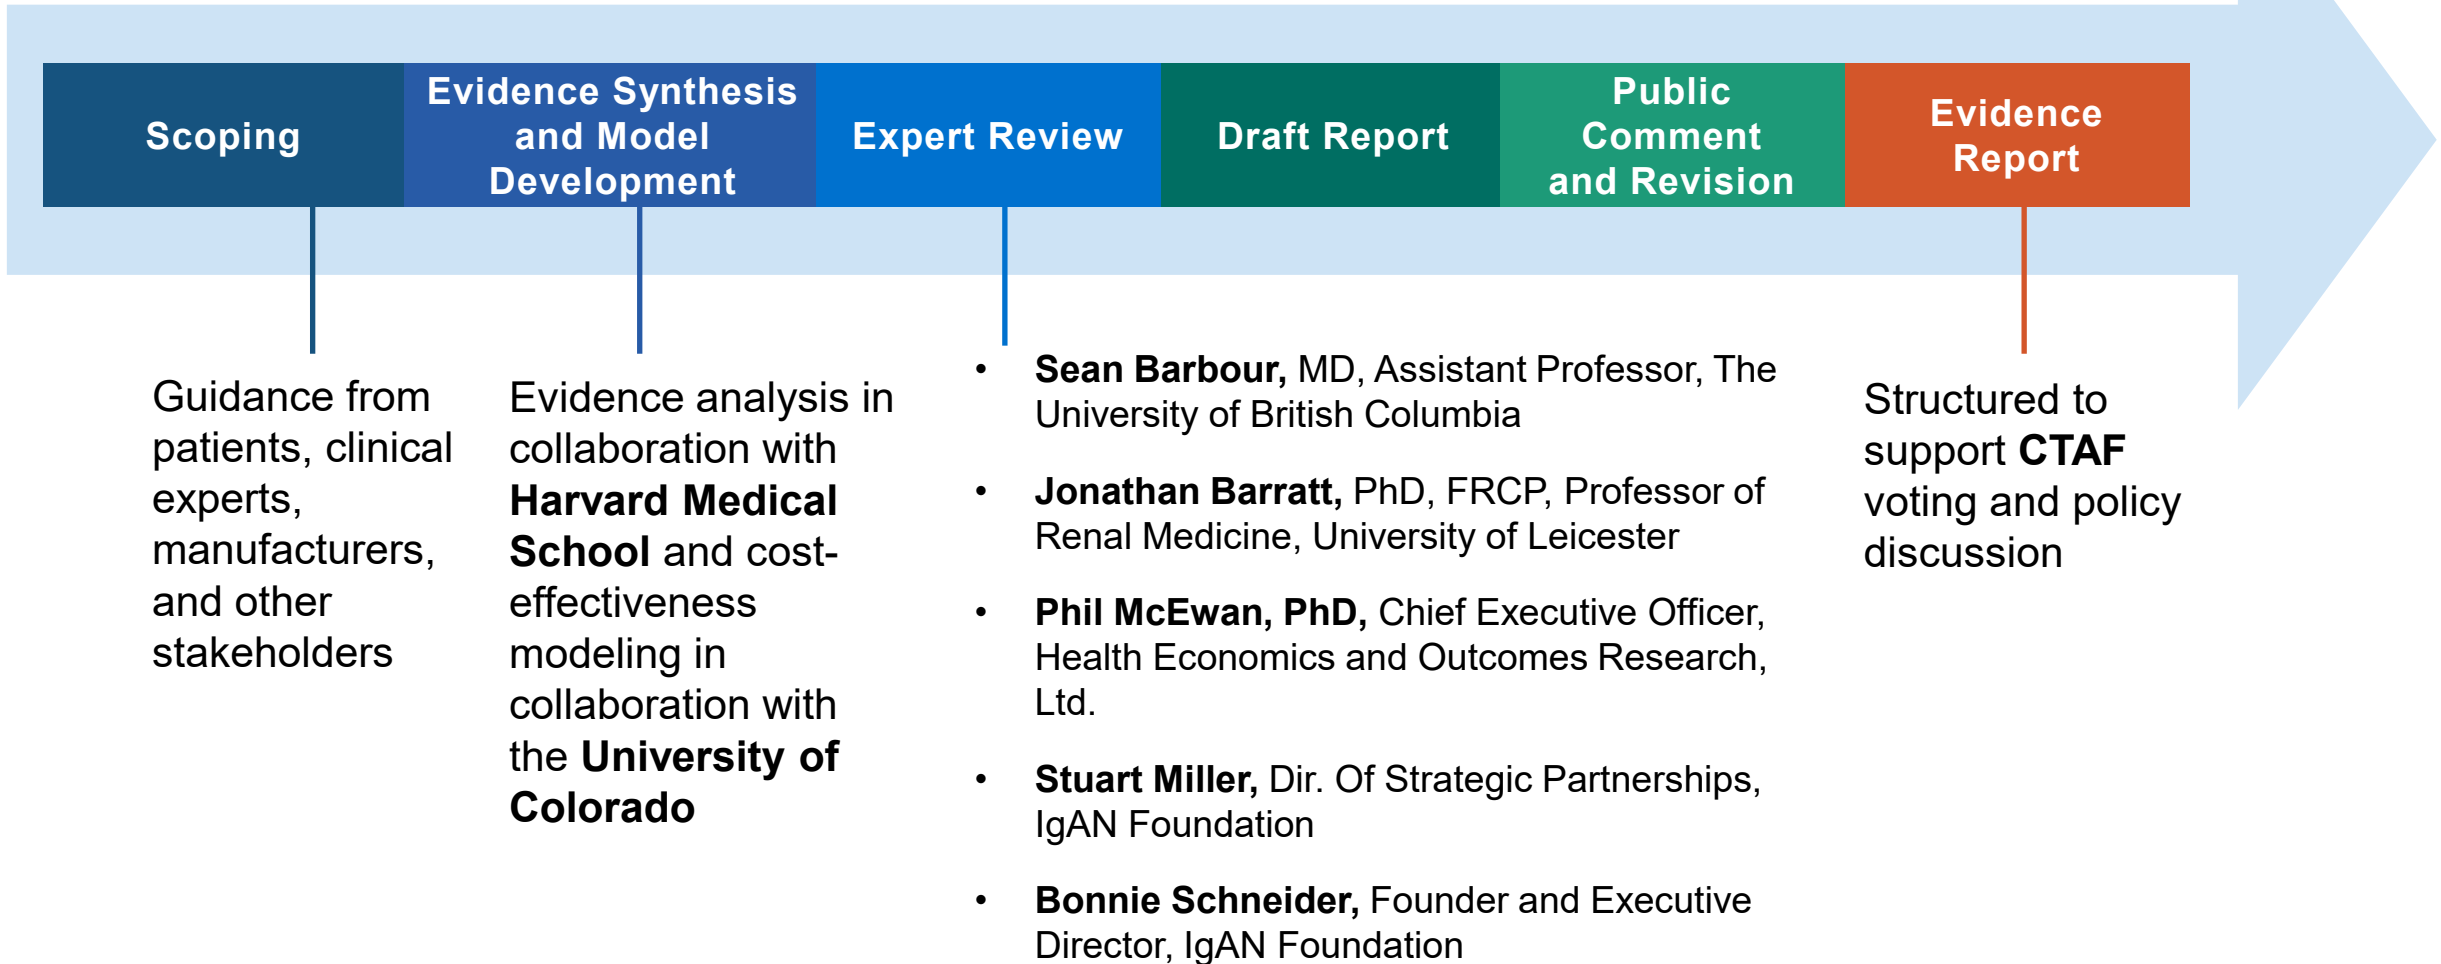 Scoping
Evidence Synthesis
and Model
Development
Expert Review
Draft Report
Public
Comment
and Revision
Evidence
Report
Guidance from
patients, clinical
experts,
manufacturers,
and other
stakeholders
Evidence analysis in
collaboration with
Harvard Medical
School and cost-
effectiveness
modeling in
collaboration with
the University of
Colorado
• Sean Barbour, MD, Assistant Professor, The
University of British Columbia
• Jonathan Barratt, PhD, FRCP, Professor of
Renal Medicine, University of Leicester
• Phil McEwan, PhD, Chief Executive Officer,
Health Economics and Outcomes Research,
Ltd.
• Stuart Miller, Dir. Of Strategic Partnerships,
IgAN Foundation
• Bonnie Schneider, Founder and Executive
Director, IgAN Foundation
Structured to
support CTAF
voting and policy
discussion